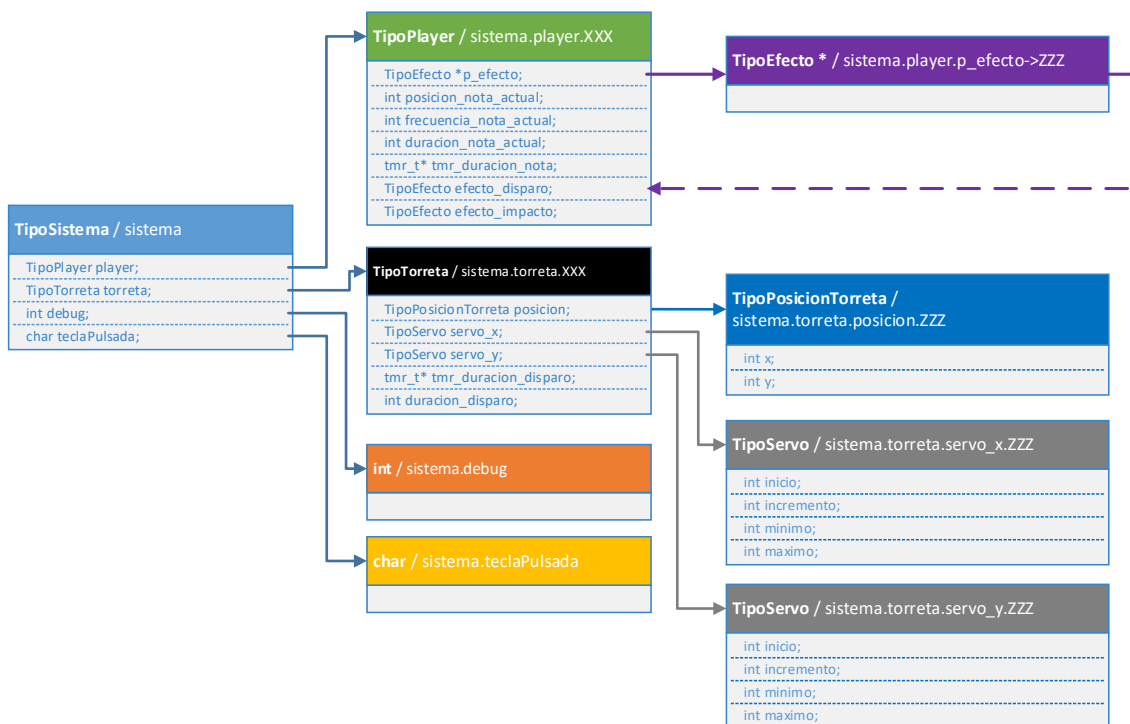 TipoSistema / sistema
TipoPlayer player;
TipoTorreta torreta;
int debug;
char teclaPulsada;
TipoPlayer / sistema.player.XXX
TipoEfecto *p_efecto;
int posicion_nota_actual;
int frecuencia_nota_actual;
int duracion_nota_actual;
tmr_t* tmr_duracion_nota;
TipoEfecto efecto_disparo;
TipoEfecto efecto_impacto;
TipoTorreta / sistema.torreta.XXX
TipoPosicionTorreta posicion;
TipoServo servo_x;
TipoServo servo_y;
tmr_t* tmr_duracion_disparo;
int duracion_disparo;
int / sistema.debug
char / sistema.teclaPulsada
TipoEfecto * / sistema.player.p_efecto->ZZZ
TipoPosicionTorreta /
sistema.torreta.posicion.ZZZ
int x;
int y;
TipoServo / sistema.torreta.servo_x.ZZZ
int inicio;
int incremento;
int minimo;
int maximo;
TipoServo / sistema.torreta.servo_y.ZZZ
int inicio;
int incremento;
int minimo;
int maximo;